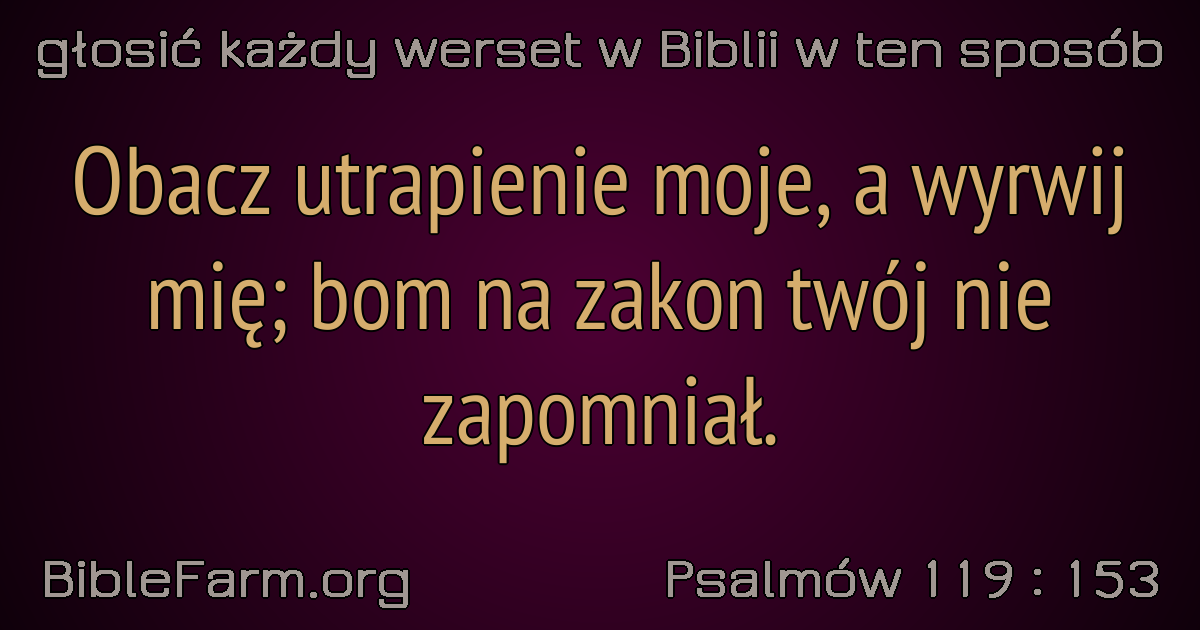 głosić każdy werset w Biblii w ten sposób
Obacz utrapienie moje, a wyrwij
mię; bom na zakon twój nie
zapomniał.
BibleFarm.org
Psalmów 119 : 153